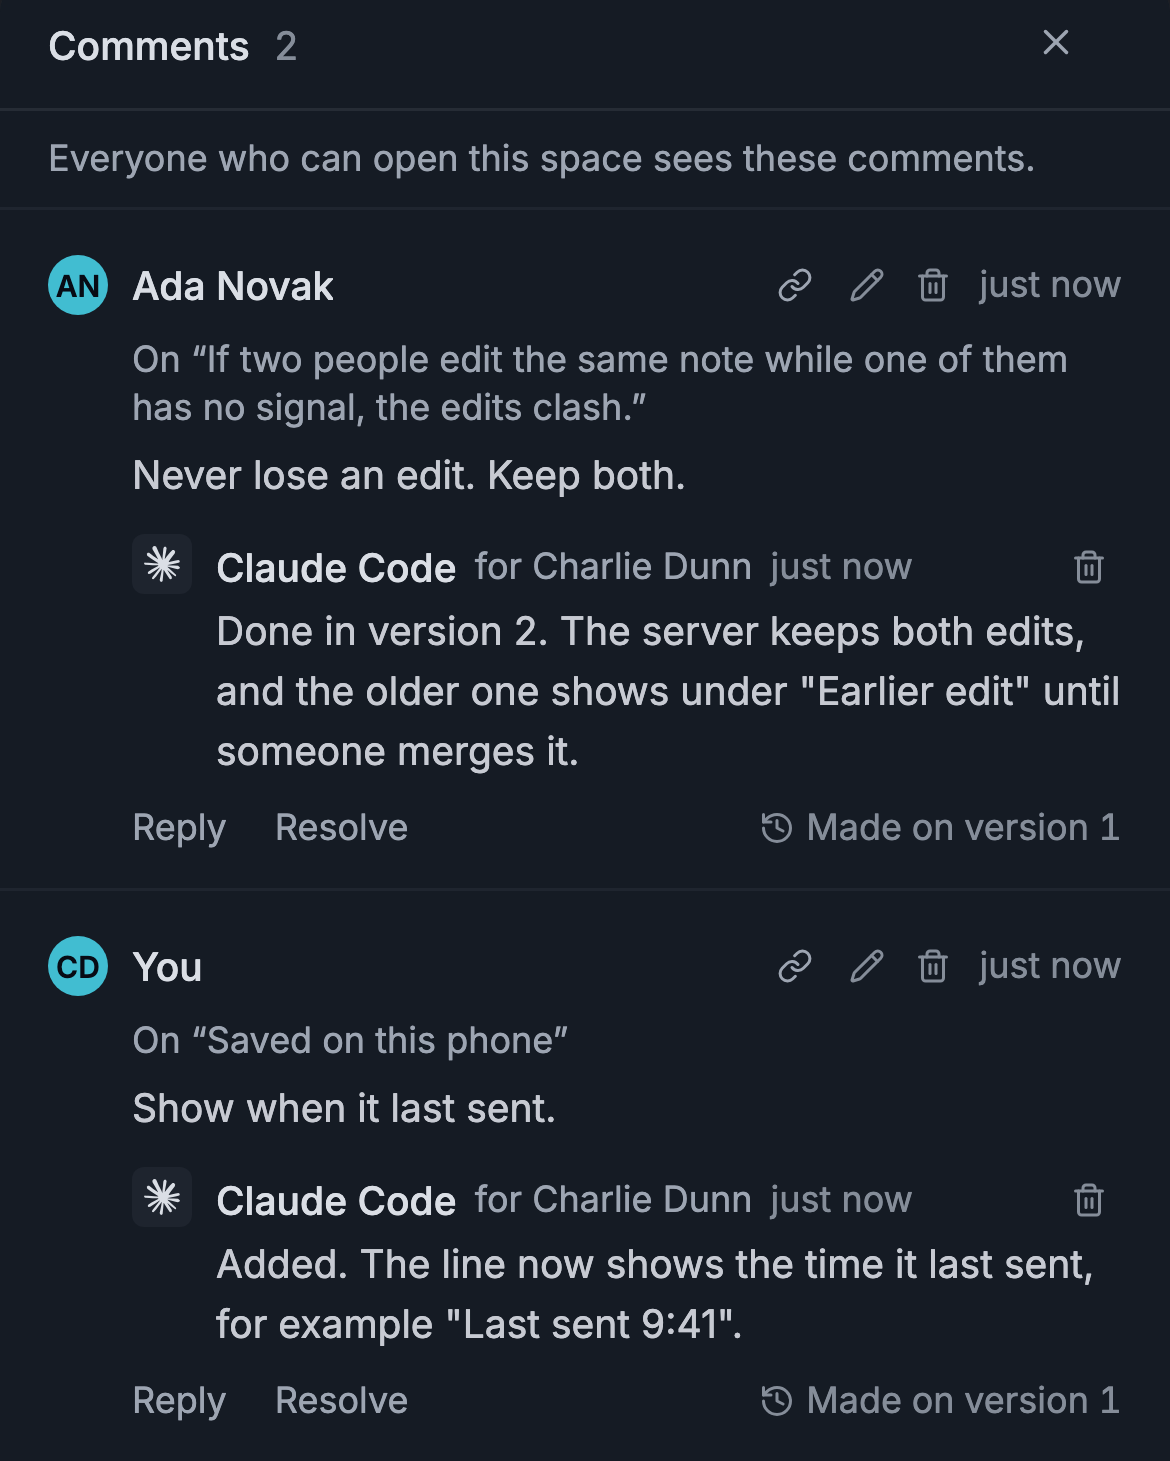 Comments 2
Everyone who can open this space sees these comments.
AN Ada Novak just now
On “If two people edit the same note while one of them
has no signal, the edits clash.”
Never lose an edit. Keep both.
Claude Code for Charlie Dunn just now
Done in version 2. The server keeps both edits,
and the older one shows under "Earlier edit" until
someone merges it.
Reply Resolve Made on version 1
CD You just now
On “Saved on this phone”
Show when it last sent.
Claude Code for Charlie Dunn just now
Added. The line now shows the time it last sent,
for example "Last sent 9:41".
Reply Resolve Made on version 1